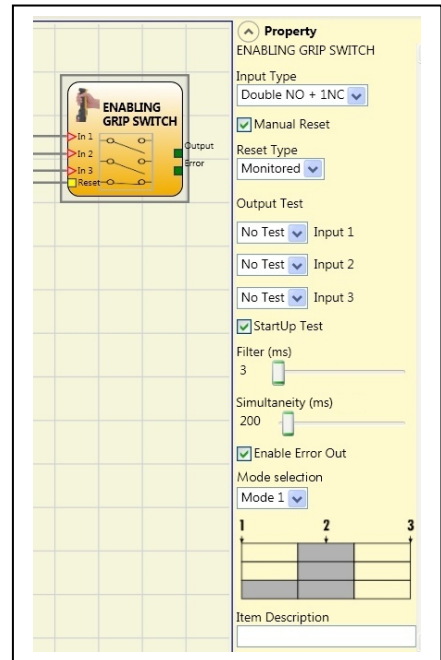 ENABLING
GRIP SWITCH
In 1
In 2
In 3
Reset
Output
Error
Property
ENABLING GRIP SWITCH
Input Type
Double NO + 1NC
Manual Reset
Reset Type
Monitored
Output Test
No Test Input 1
No Test Input 2
No Test Input 3
StartUp Test
Filter (ms)
3
Simultaneity (ms)
200
Enable Error Out
Mode selection
Mode 1
1 2 3
Item Description